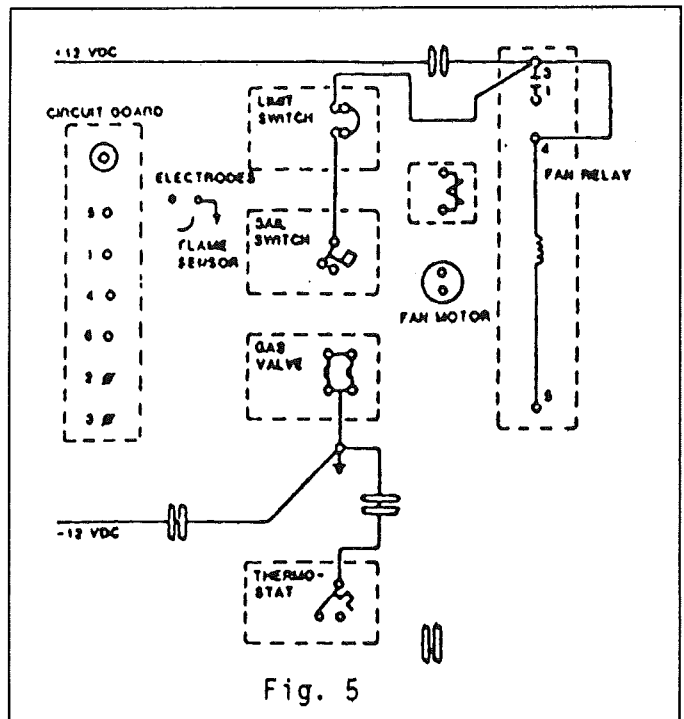 +12 VDC
3
1
LIMIT
SWITCH
CIRCUIT BOARD
4
ELECTRODES
FAN RELAY
5
SAIL
SWITCH
FLAME
SENSOR
1
4
FAN MOTOR
6
GAS
VALVE
2
3
-12 VDC
THERMO-
STAT
Fig. 5